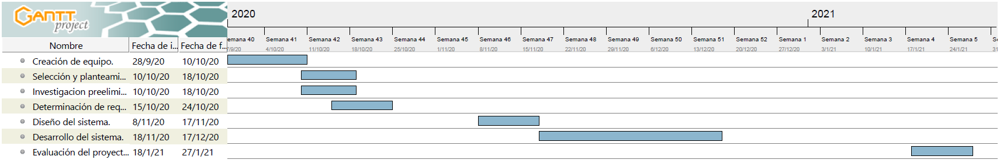 GANTT project
2020 2021
Nombre Fecha de i... Fecha de f...
emana 40 Semana 41 Semana 42 Semana 43 Semana 44 Semana 45 Semana 46 Semana 47 Semana 48 Semana 49 Semana 50 Semana 51 Semana 52 Semana 1 Semana 2 Semana 3 Semana 4 Semana 5
7/9/20 4/10/20 11/10/20 18/10/20 25/10/20 1/11/20 8/11/20 15/11/20 22/11/20 29/11/20 6/12/20 13/12/20 20/12/20 27/12/20 3/1/21 10/1/21 17/1/21 24/1/21 31
Creación de equipo. 28/9/20 10/10/20
Selección y planteami... 10/10/20 18/10/20
Investigacion preelimi... 10/10/20 18/10/20
Determinación de req... 15/10/20 24/10/20
Diseño del sistema. 8/11/20 17/11/20
Desarrollo del sistema. 18/11/20 17/12/20
Evaluación del proyect... 18/1/21 27/1/21